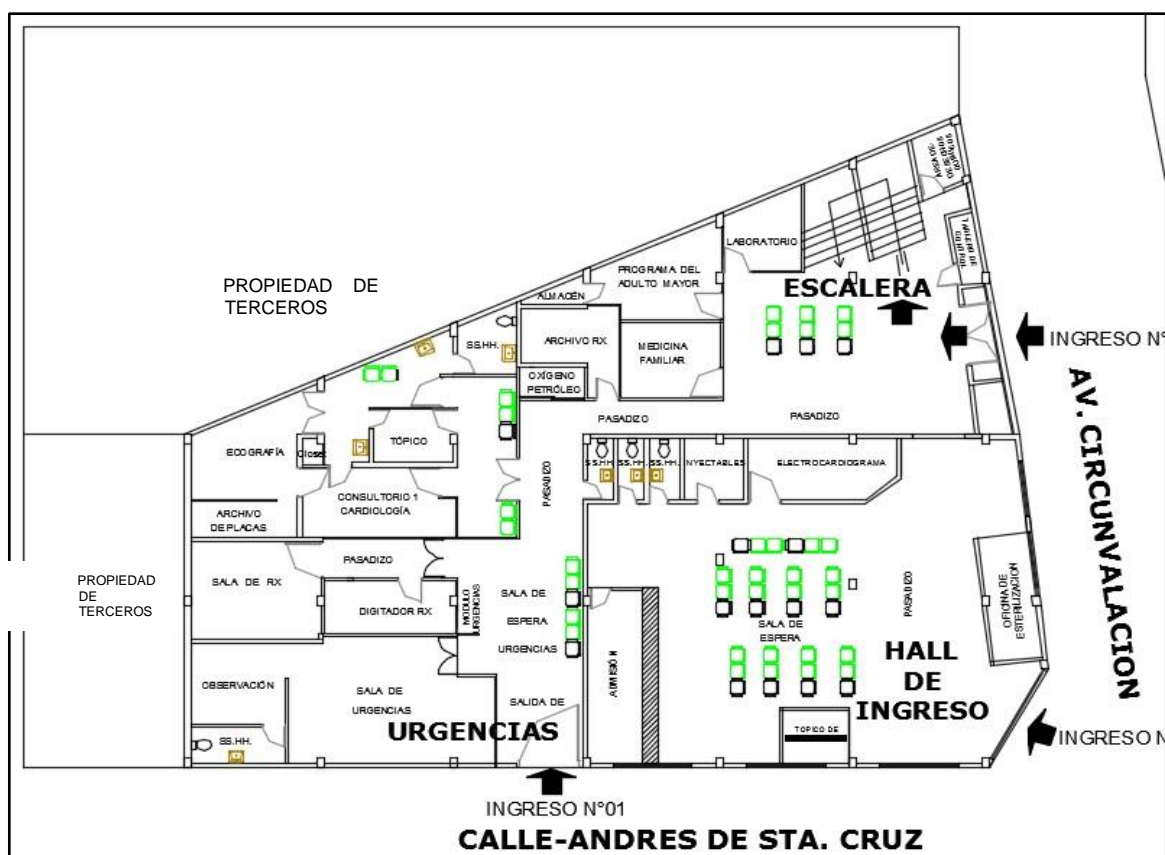 AREA DE
LABORATORIO
PROGRAMA DEL
ADULTO MAYOR
PROPIEDAD DE
TERCEROS
ALMACÉN
ESCALERA
SS.HH.
ARCHIVO RX
MEDICINA
FAMILIAR
INGRESO N°
OXÍGENO
PETRÓLEO
AV. CIRCUNVALACION
PASADIZO
PASADIZO
ECOGRAFÍA
Closet
TÓPICO
PASADIZO
SS.HH
SS.HH.
SS.HH.
INYECTABLES
ELECTROCARDIOGRAMA
CONSULTORIO 1
CARDIOLOGÍA
ARCHIVO
DE PLACAS
PASADIZO
SALA DE RX
PROPIEDAD
DE
TERCEROS
DIGITADOR RX
MODULO
URGENCIAS
SALA DE
ESPERA
URGENCIAS
PASADIZO
OFICINA DE
ESTERILIZACION
SALA DE
ESPERA
ADMISIÓN
HALL
DE
INGRESO
OBSERVACIÓN
SALA DE
URGENCIAS
SALIDA DE
URGENCIAS
SS.HH.
TOPICO DE
INGRESO N
INGRESO N°01
CALLE-ANDRES DE STA. CRUZ